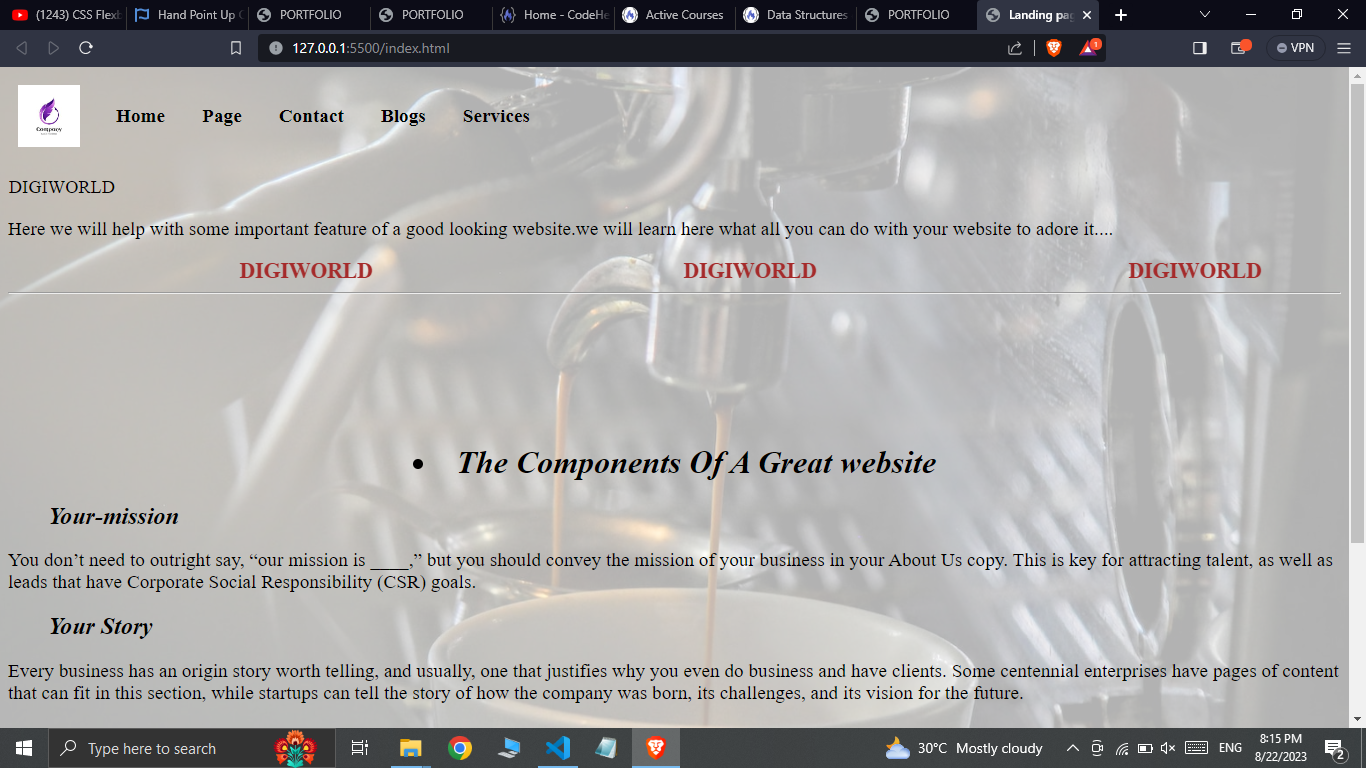 (1243) CSS Flexb
Hand Point Up
PORTFOLIO
PORTFOLIO
Home - CodeHe
Active Courses
Data Structures
PORTFOLIO
Landing pag
127.0.0.1:5500/index.html
1
VPN
Company
Home Page Contact Blogs Services
DIGIWORLD
Here we will help with some important feature of a good looking website.we will learn here what all you can do with your website to adore it....
DIGIWORLD DIGIWORLD DIGIWORLD
• The Components Of A Great website
Your-mission
You don’t need to outright say, “our mission is ____,” but you should convey the mission of your business in your About Us copy. This is key for attracting talent, as well as
leads that have Corporate Social Responsibility (CSR) goals.
Your Story
Every business has an origin story worth telling, and usually, one that justifies why you even do business and have clients. Some centennial enterprises have pages of content
that can fit in this section, while startups can tell the story of how the company was born, its challenges, and its vision for the future.
Type here to search
30°C Mostly cloudy
ENG
8:15 PM
8/22/2023
2